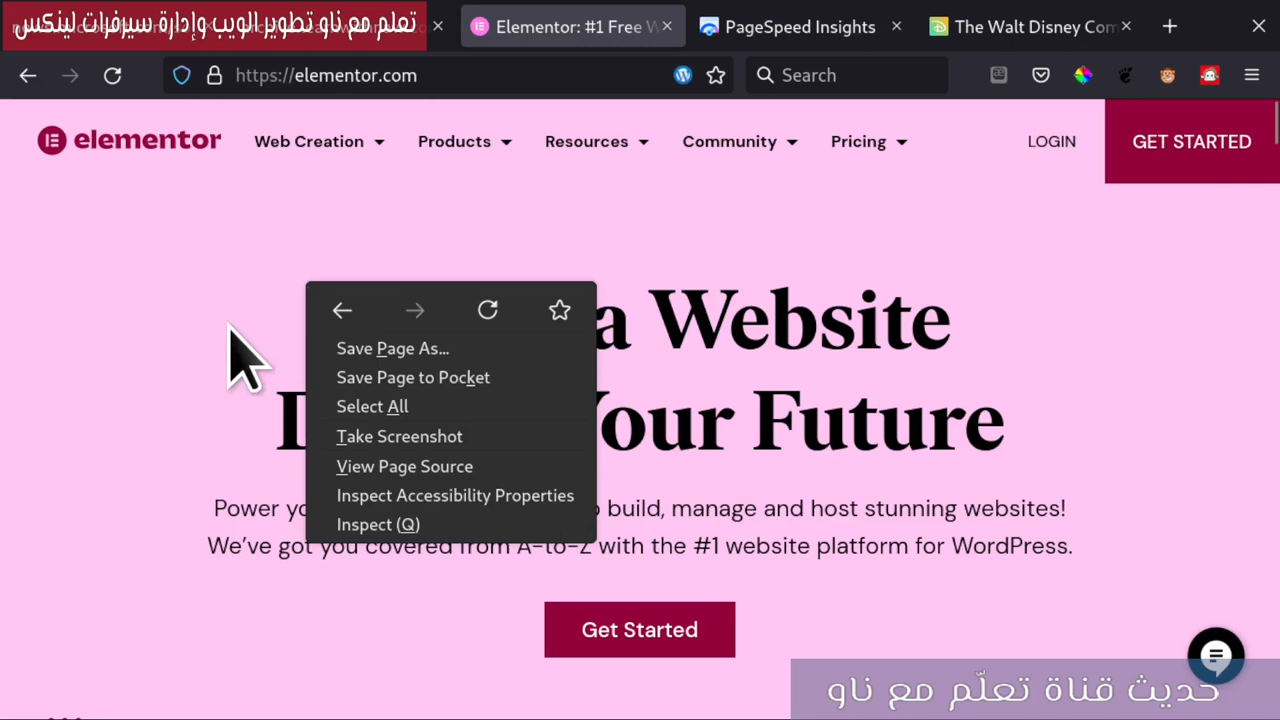 تعلم مع ناو تطوير الويب وإدارة سيرفرات لينكس
Elementor: #1 Free W
PageSpeed Insights
The Walt Disney Com
https://elementor.com
Search
elementor
Web Creation
Products
Resources
Community
Pricing
LOGIN
GET STARTED
a Website
Your Future
Save Page As...
Save Page to Pocket
Select All
Take Screenshot
View Page Source
Inspect Accessibility Properties
Inspect (Q)
Power
build, manage and host stunning websites!
We've got you covered from A-to-Z with the #1 website platform for WordPress.
Get Started
حديث قناة تعلّم مع ناو